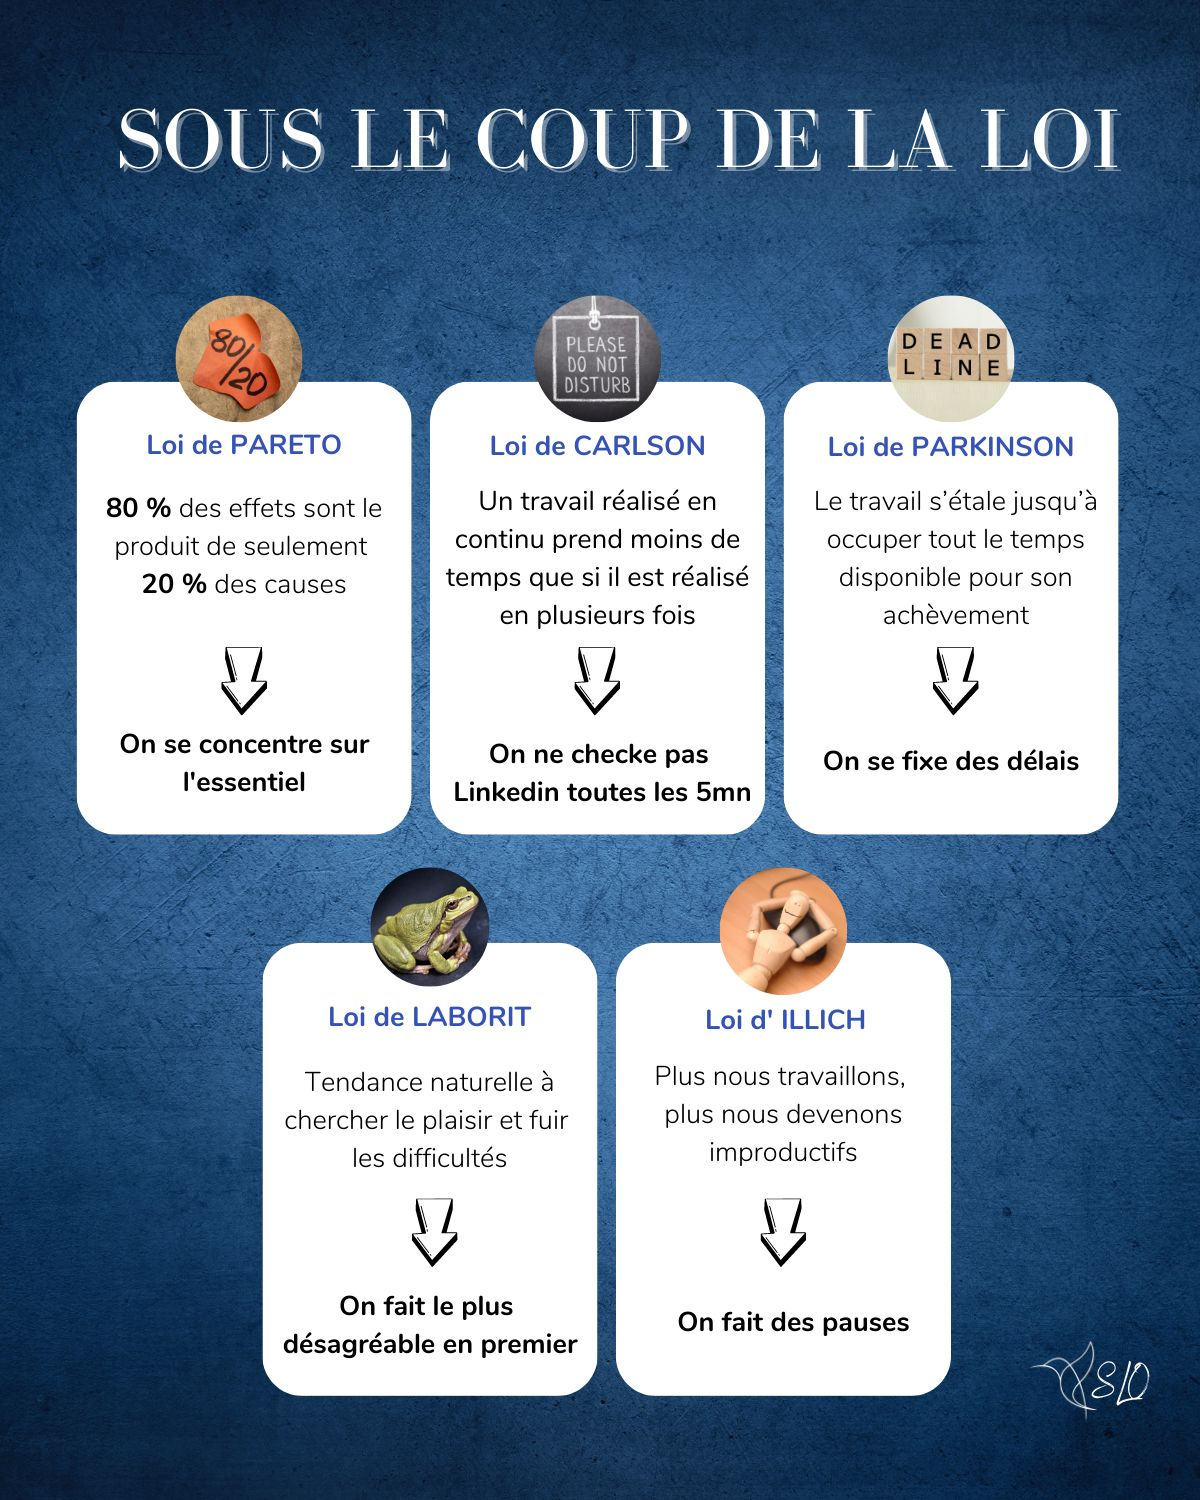 SOUS LE COUP DE LA LOI
80/20
Loi de PARETO
80 % des effets sont le
produit de seulement
20 % des causes
On se concentre sur
l'essentiel
PLEASE
DO NOT
DISTURB
Loi de CARLSON
Un travail réalisé en
continu prend moins de
temps que si il est réalisé
en plusieurs fois
On ne checke pas
Linkedin toutes les 5mn
DEAD
LINE
Loi de PARKINSON
Le travail s’étale jusqu’à
occuper tout le temps
disponible pour son
achèvement
On se fixe des délais
Loi de LABORIT
Tendance naturelle à
chercher le plaisir et fuir
les difficultés
On fait le plus
désagréable en premier
Loi d' ILLICH
Plus nous travaillons,
plus nous devenons
improductifs
On fait des pauses
SLO